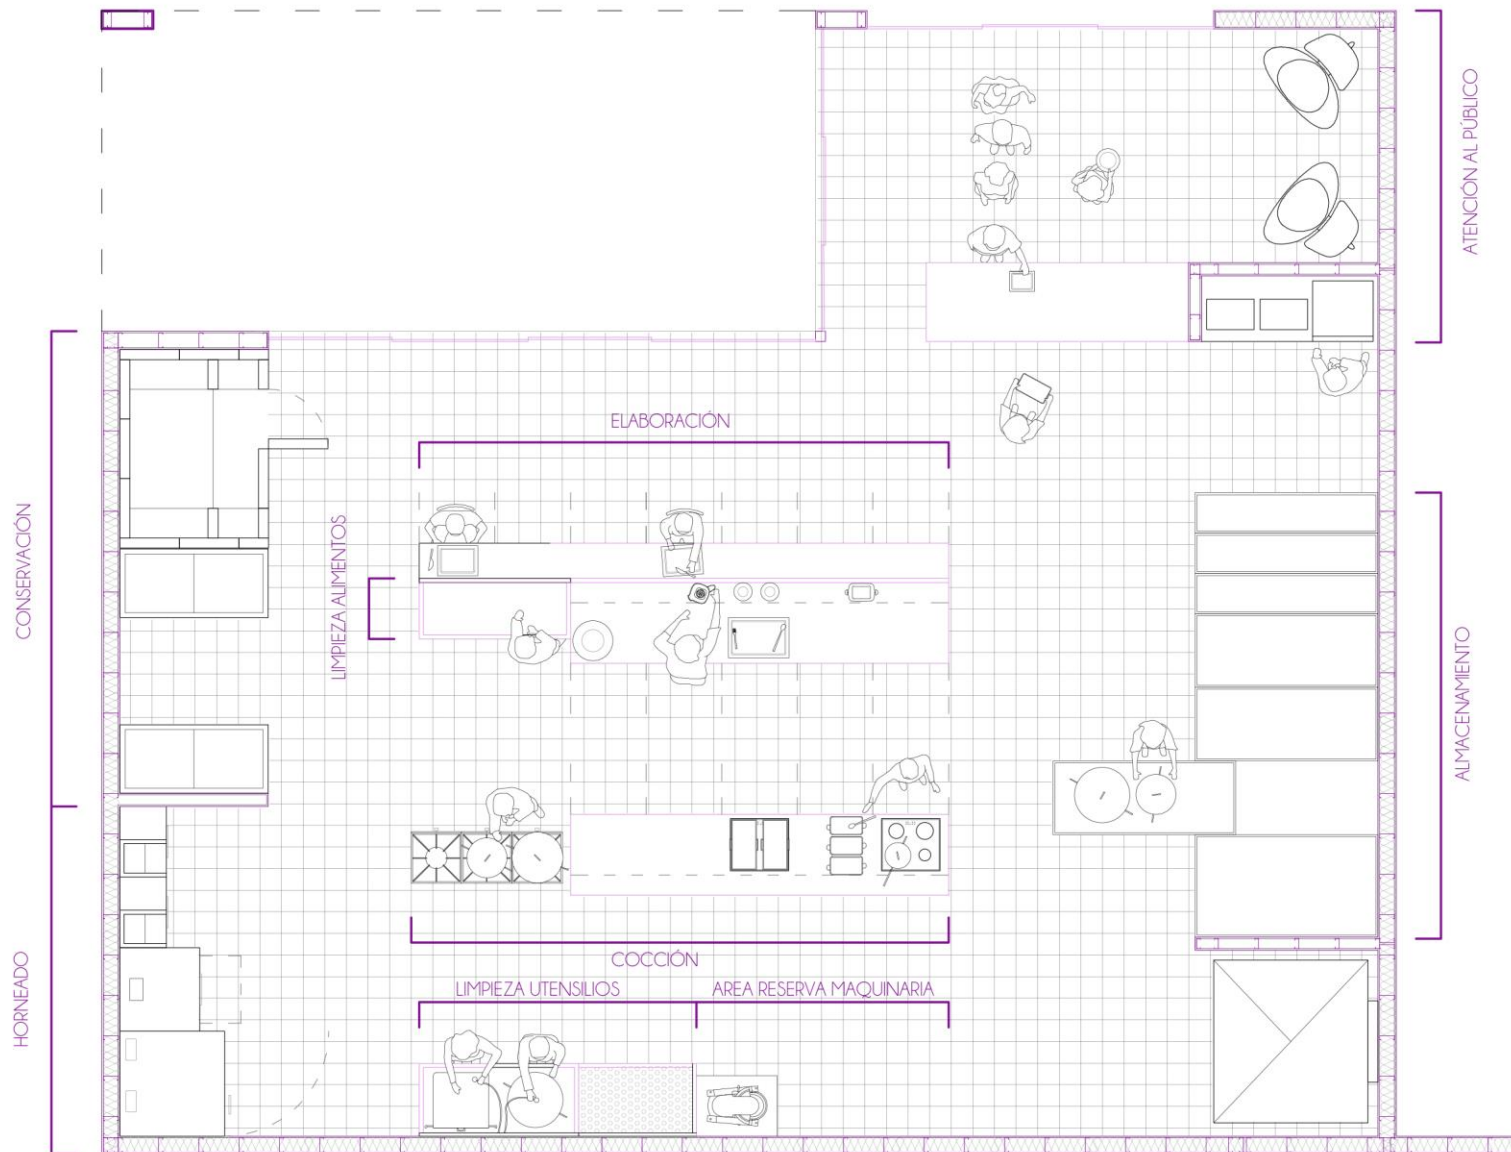 ATENCIÓN AL PÚBLICO
ELABORACIÓN
CONSERVACIÓN
LIMPIEZA ALIMENTOS
ALMACENAMIENTO
COCCIÓN
HORNEADO
LIMPIEZA UTENSILIOS
AREA RESERVA MAQUINARIA